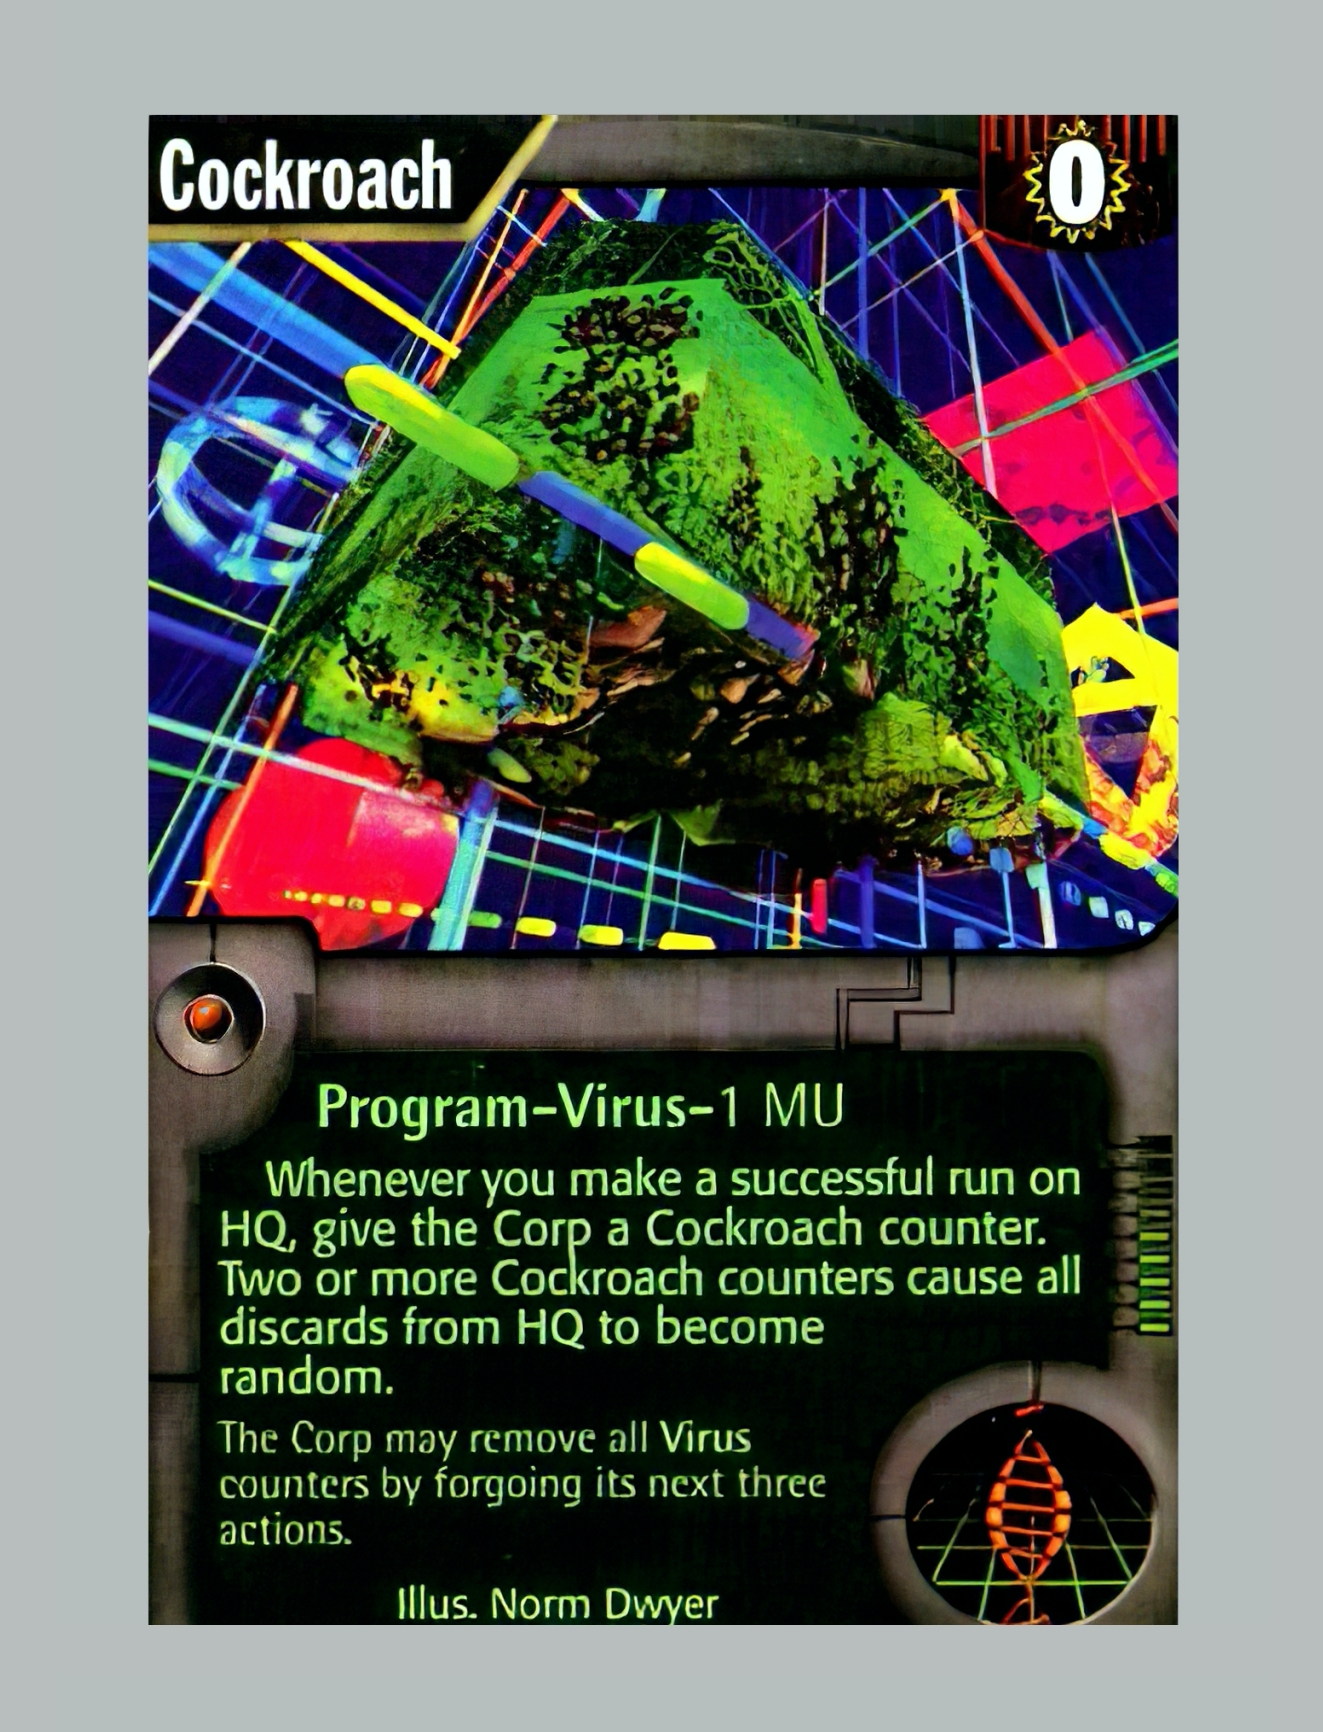 Cockroach
0
Program-Virus-1 MU
Whenever you make a successful run on
HQ, give the Corp a Cockroach counter.
Two or more Cockroach counters cause all
discards from HQ to become
random.
The Corp may remove all Virus
counters by forgoing its next three
actions.
Illus. Norm Dwyer